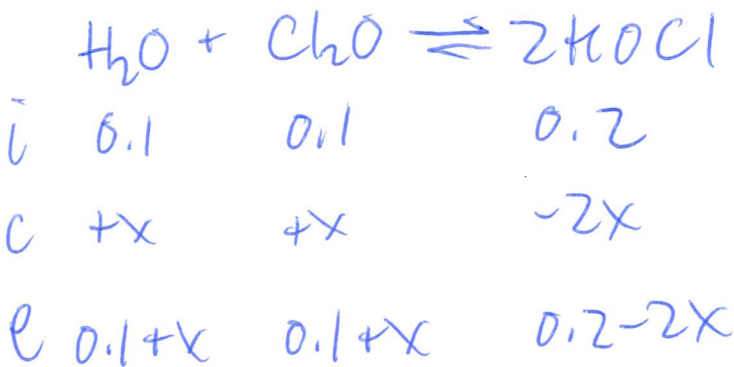 H₂O + Cl₂O ⇌ 2HOCl
i 0.1 0.1 0.2
c +x +x -2x
e 0.1+x 0.1+x 0.2-2x